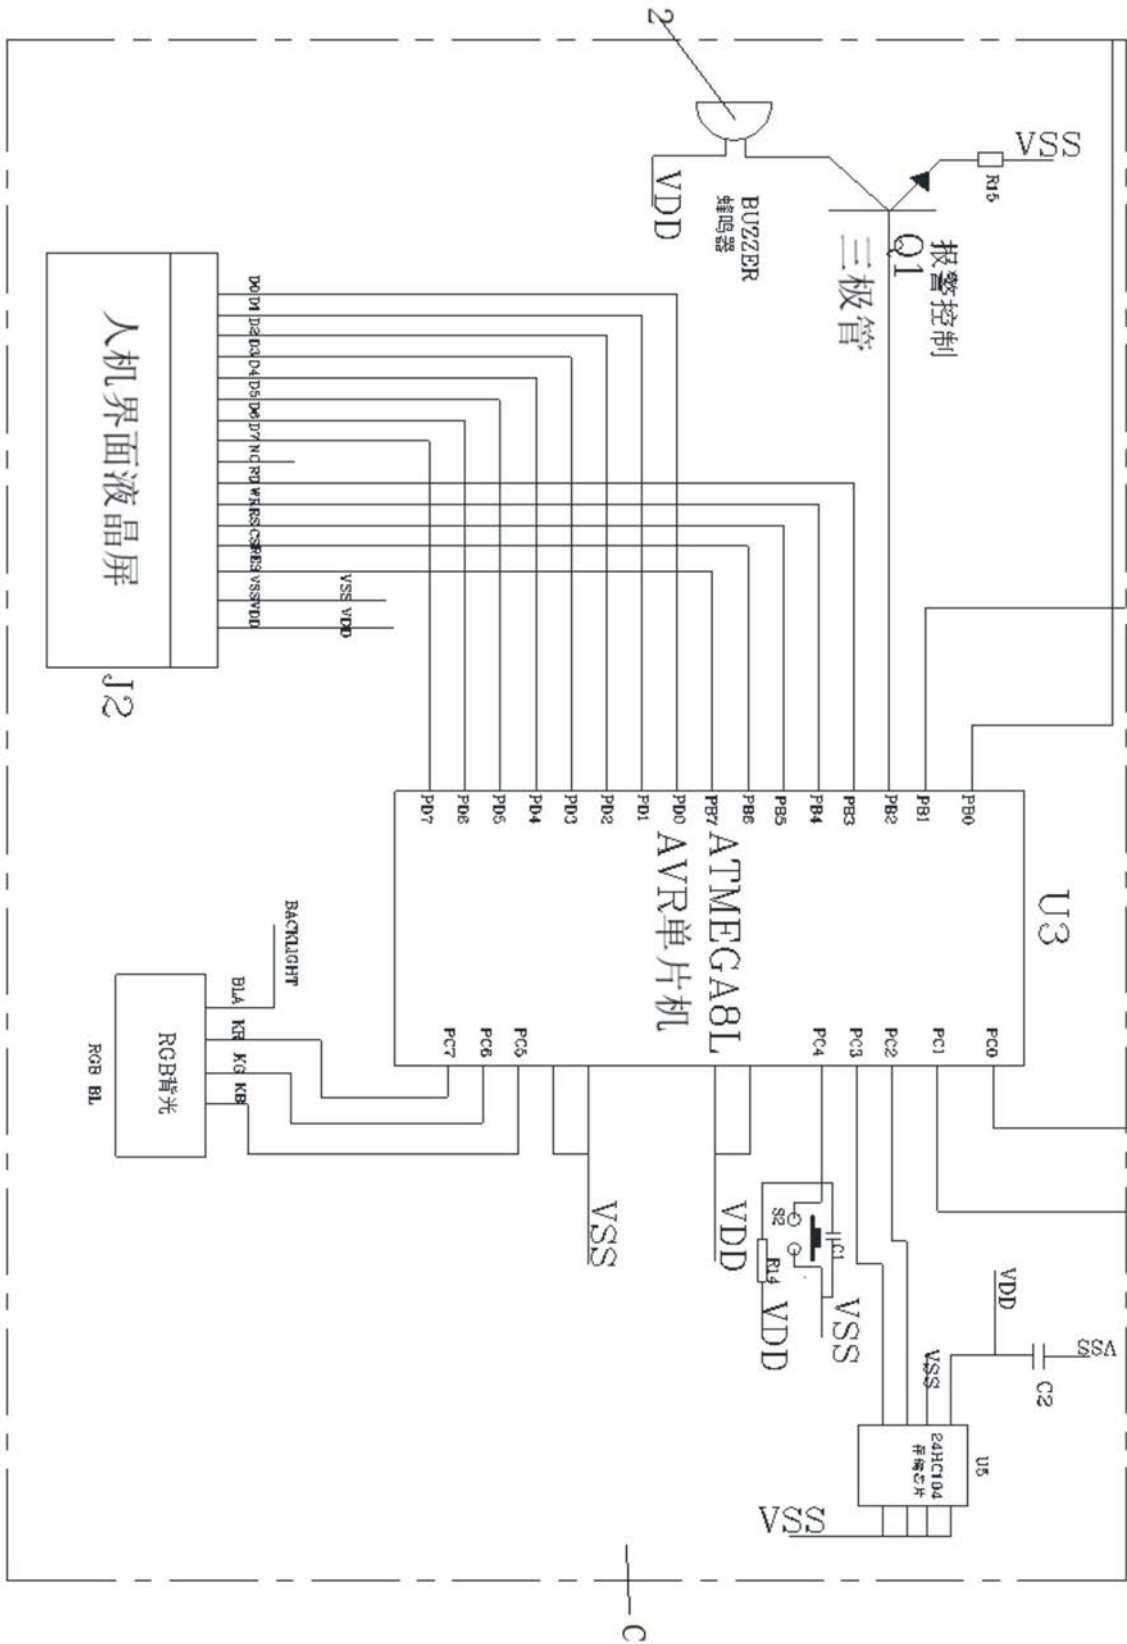 2
VSS
R15
VDD
BUZZER
蜂鸣器
Q1
三极管
报警控制
D0
D1
D2
D3
D4
D5
D6
D7
NC
RD
WR
RS
CS
RES
VSS
VDD
VSS
VDD
人机界面液晶屏
J2
U3
PB0
PB1
PB2
PB3
PB4
PB5
PB6
PB7
PD0
PD1
PD2
PD3
PD4
PD5
PD6
PD7
ATMEGA8L
AVR单片机
PC0
PC1
PC2
PC3
PC4
PC5
PC6
PC7
BACKLIGHT
BLA
KR
KG
KB
RGB背光
RGB BL
VSS
VDD
S2
C1
R14
VDD
VSS
VDD
VSS
C2
VSS
U5
24HC104
存储芯片
VSS
C